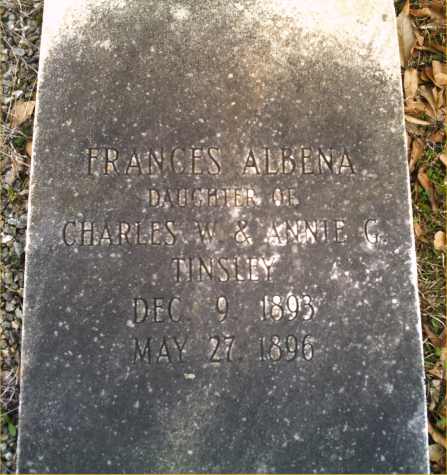 FRANCES ALBENA
DAUGHTER OF
CHARLES W. & ANNIE G.
TINSLEY
DEC. 9, 1893
MAY 27, 1896